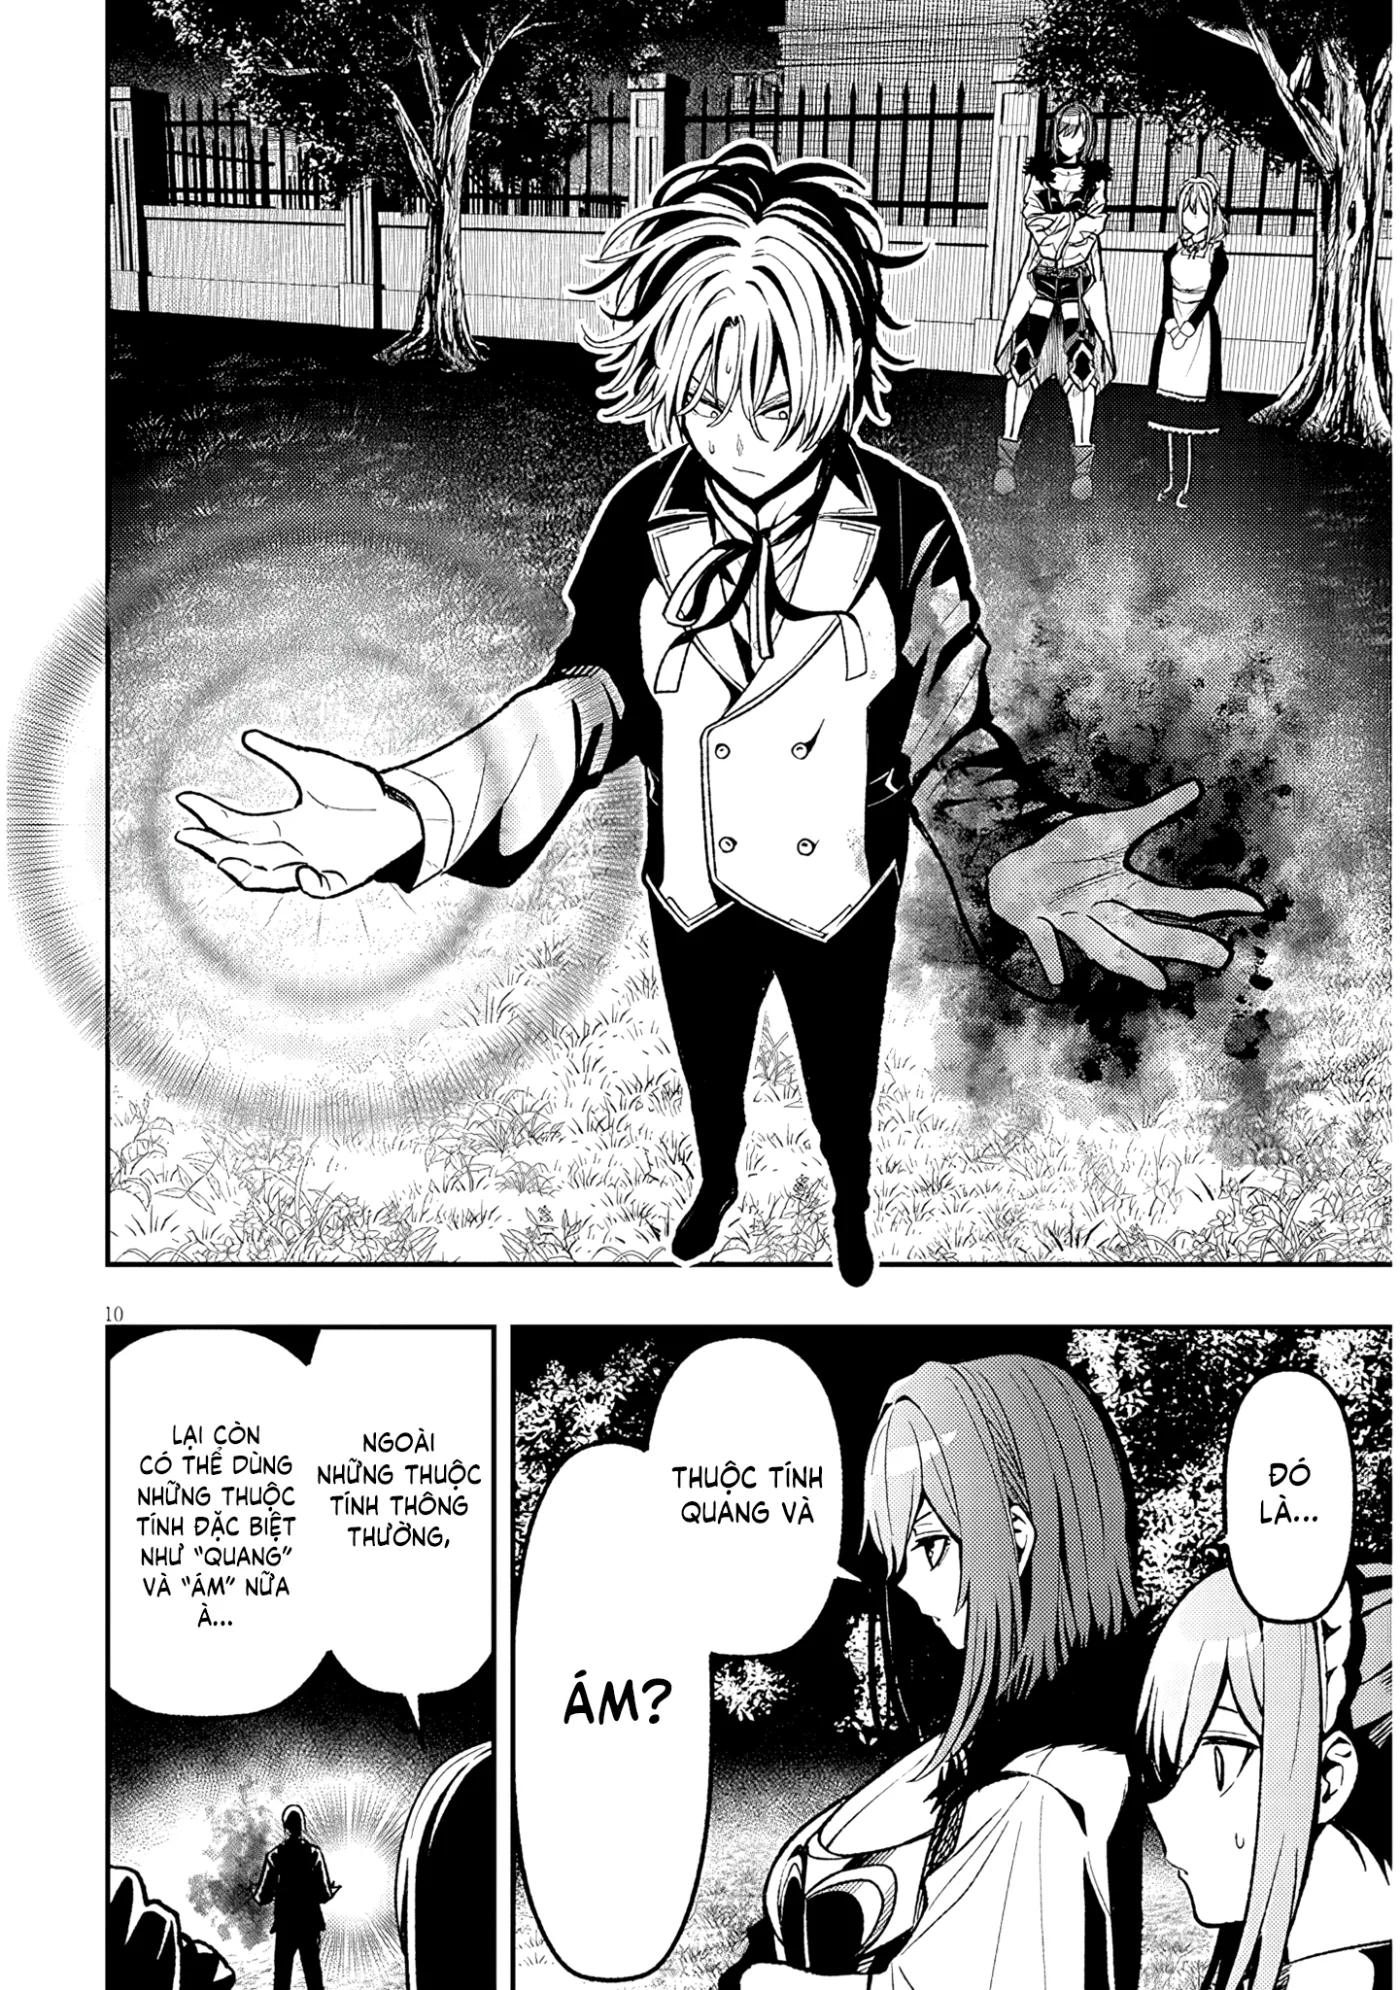 10
ĐÓ
LÀ...
THUỘC TÍNH
QUANG VÀ
ÁM?
NGOÀI
NHỮNG THUỘC
TÍNH THÔNG
THƯỜNG,
LẠI CÒN
CÓ THỂ DÙNG
NHỮNG THUỘC
TÍNH ĐẶC BIỆT
NHƯ "QUANG"
VÀ "ÁM" NỮA
À...